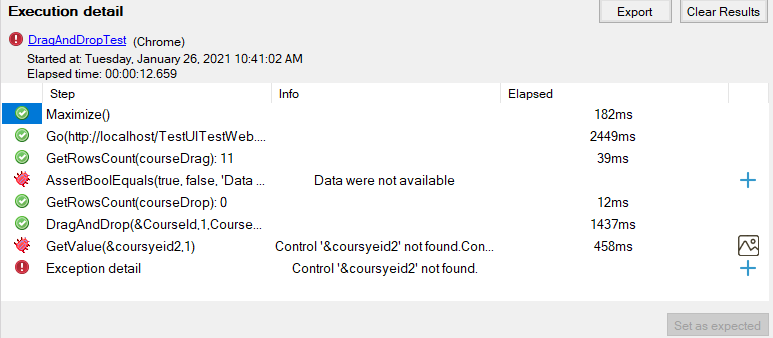 Execution detail
Export
Clear Results
DragAndDropTest (Chrome)
Started at: Tuesday, January 26, 2021 10:41:02 AM
Elapsed time: 00:00:12.659
Step Info Elapsed
Maximize() 182ms
Go(http://localhost/TestUITestWeb.... 2449ms
GetRowsCount(courseDrag): 11 39ms
AssertBoolEquals(true, false, 'Data ... Data were not available
GetRowsCount(courseDrop): 0 12ms
DragAndDrop(&CourseId,1,Course... 1437ms
GetValue(&coursyeid2,1) Control '&coursyeid2' not found.Con... 458ms
Exception detail Control '&coursyeid2' not found.
Set as expected